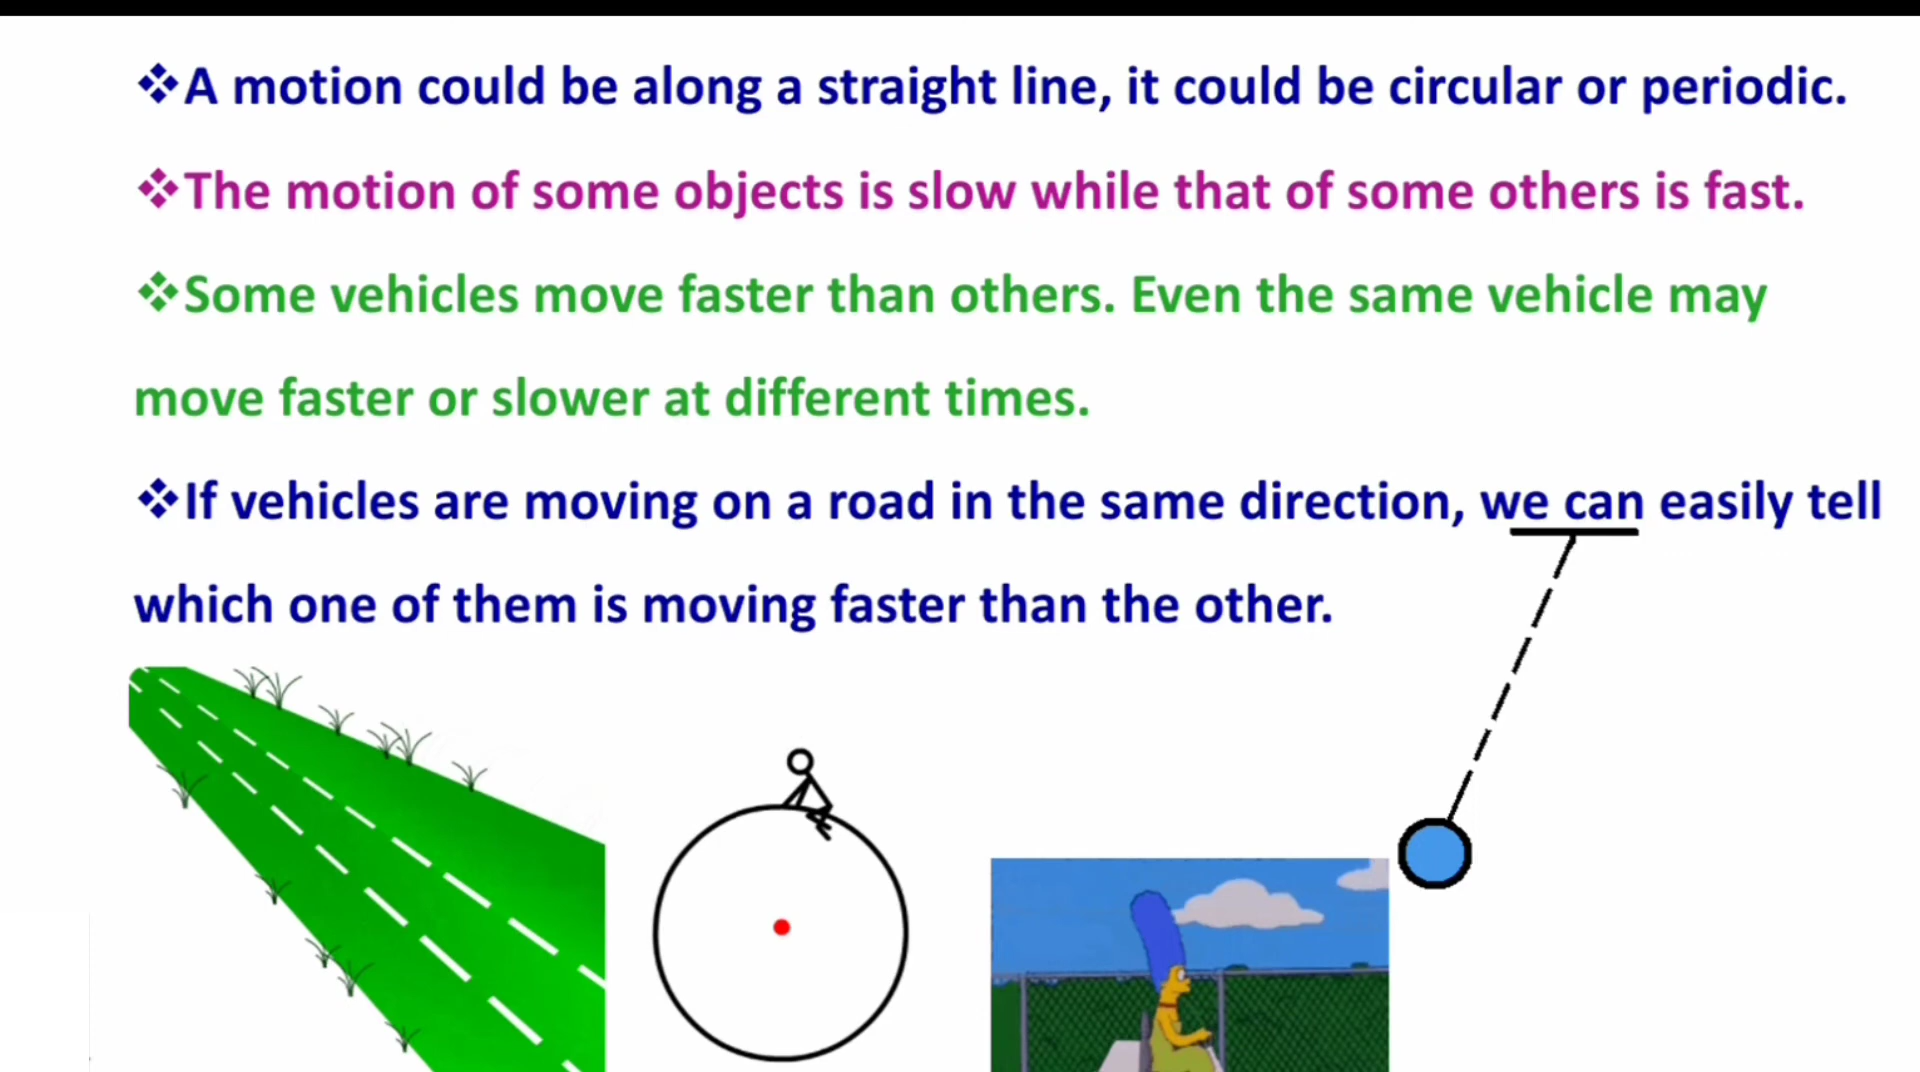 ❖A motion could be along a straight line, it could be circular or periodic.
❖The motion of some objects is slow while that of some others is fast.
❖Some vehicles move faster than others. Even the same vehicle may
move faster or slower at different times.
❖If vehicles are moving on a road in the same direction, we can easily tell
which one of them is moving faster than the other.